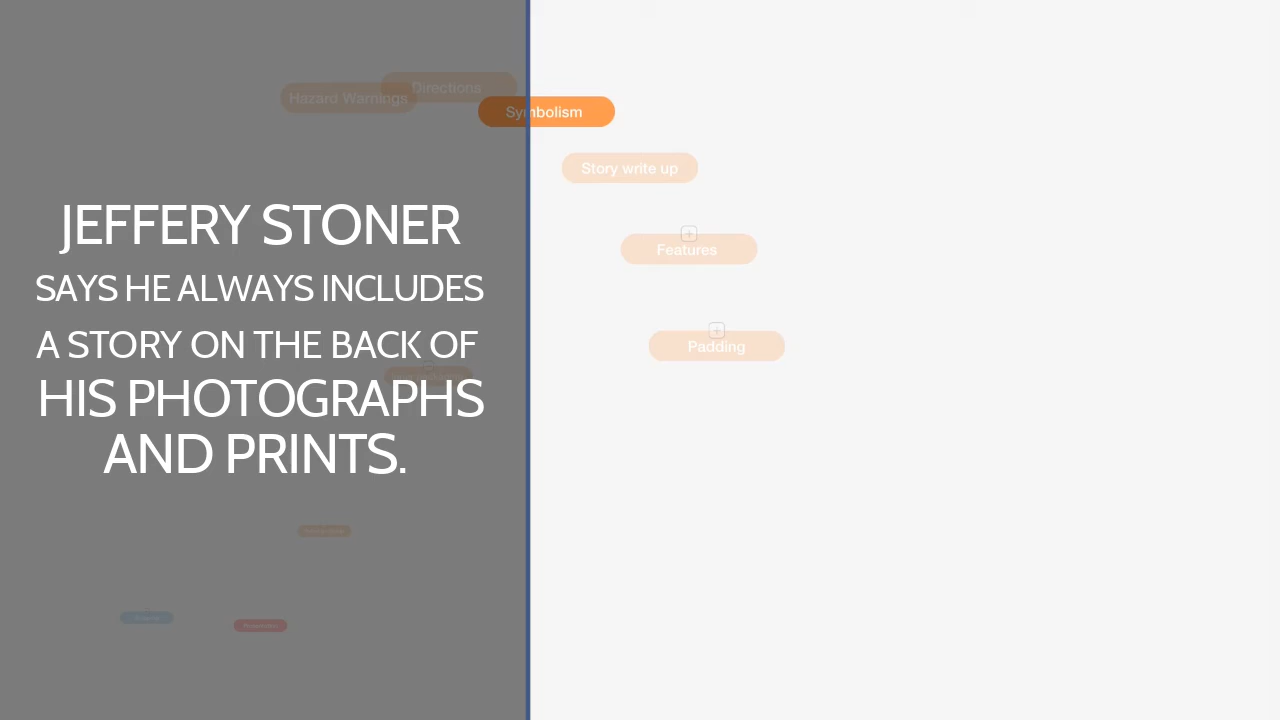 Directions
Hazard Warnings
Symbolism
Story write up
JEFFERY STONER
Features
SAYS HE ALWAYS INCLUDES
A STORY ON THE BACK OF
Padding
HIS PHOTOGRAPHS
AND PRINTS.